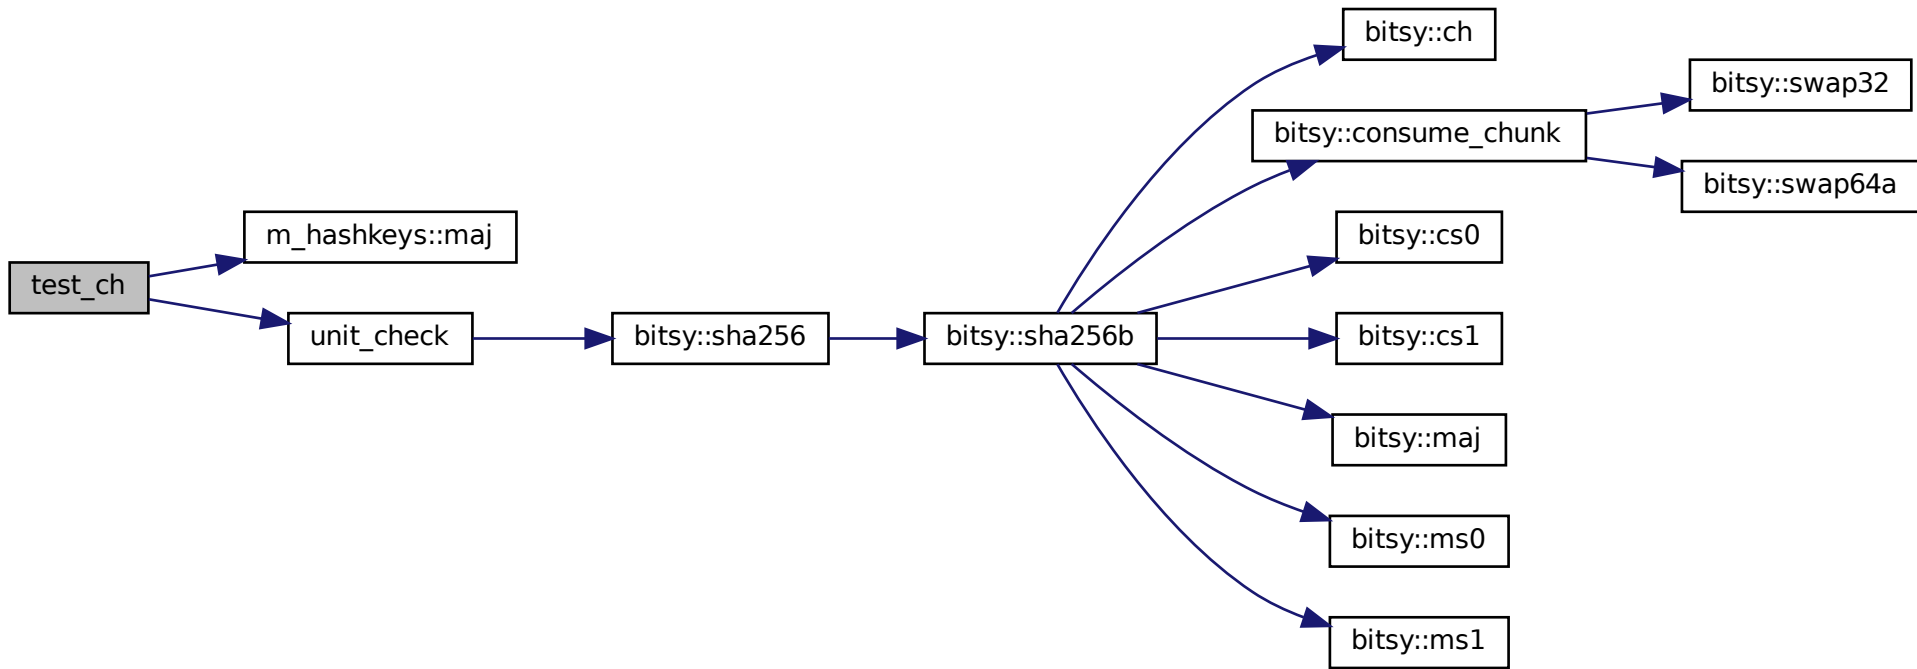 test_ch
m_hashkeys::maj
unit_check
bitsy::sha256
bitsy::sha256b
bitsy::ch
bitsy::consume_chunk
bitsy::cs0
bitsy::cs1
bitsy::maj
bitsy::ms0
bitsy::ms1
bitsy::swap32
bitsy::swap64a